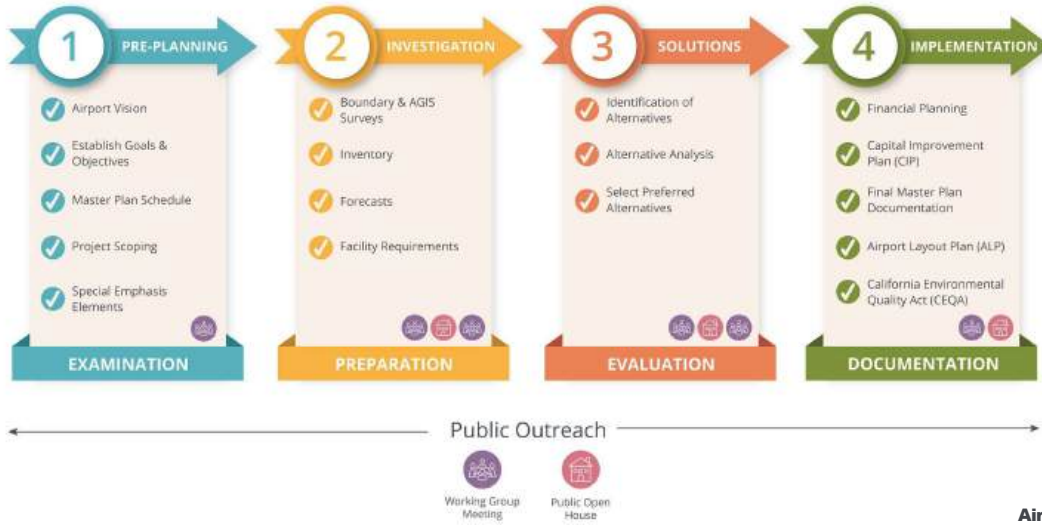 1 PRE-PLANNING
Airport Vision
Establish Goals &
Objectives
Master Plan Schedule
Project Scoping
Special Emphasis
Elements
EXAMINATION
2 INVESTIGATION
Boundary & AGIS
Surveys
Inventory
Forecasts
Facility Requirements
PREPARATION
3 SOLUTIONS
Identification of
Alternatives
Alternative Analysis
Select Preferred
Alternatives
EVALUATION
4 IMPLEMENTATION
Financial Planning
Capital Improvement
Plan (CIP)
Final Master Plan
Documentation
Airport Layout Plan (ALP)
California Environmental
Quality Act (CEQA)
DOCUMENTATION
Public Outreach
Working Group
Meeting
Public Open
House
Air